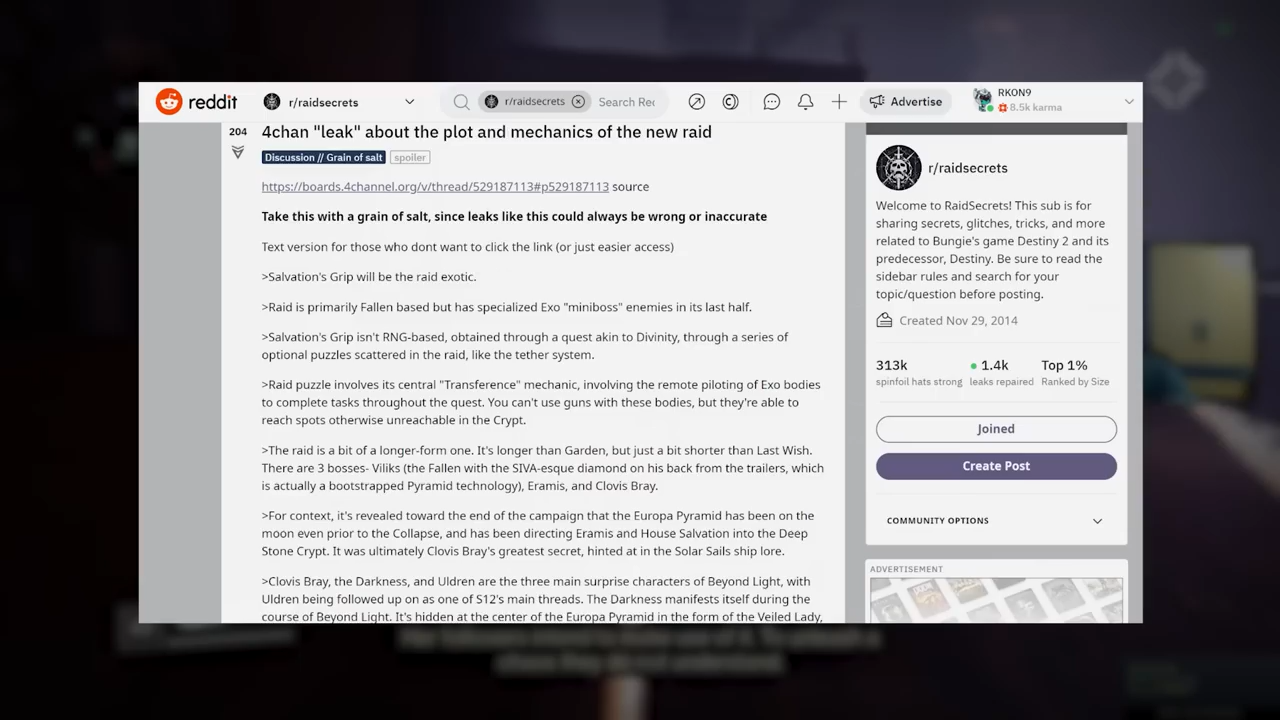 reddit
r/raidsecrets
r/raidsecrets
Search Rec
Advertise
RKON9
8.5k karma
204
4chan "leak" about the plot and mechanics of the new raid
Discussion // Grain of salt
spoiler
https://boards.4channel.org/v/thread/529187113#p529187113 source
Take this with a grain of salt, since leaks like this could always be wrong or inaccurate
Text version for those who dont want to click the link (or just easier access)
>Salvation's Grip will be the raid exotic.
>Raid is primarily Fallen based but has specialized Exo "miniboss" enemies in its last half.
>Salvation's Grip isn't RNG-based, obtained through a quest akin to Divinity, through a series of
optional puzzles scattered in the raid, like the tether system.
>Raid puzzle involves its central "Transference" mechanic, involving the remote piloting of Exo bodies
to complete tasks throughout the quest. You can't use guns with these bodies, but they're able to
reach spots otherwise unreachable in the Crypt.
>The raid is a bit of a longer-form one. It's longer than Garden, but just a bit shorter than Last Wish.
There are 3 bosses- Viliks (the Fallen with the SIVA-esque diamond on his back from the trailers, which
is actually a bootstrapped Pyramid technology), Eramis, and Clovis Bray.
>For context, it's revealed toward the end of the campaign that the Europa Pyramid has been on the
moon even prior to the Collapse, and has been directing Eramis and House Salvation into the Deep
Stone Crypt. It was ultimately Clovis Bray's greatest secret, hinted at in the Solar Sails ship lore.
>Clovis Bray, the Darkness, and Uldren are the three main surprise characters of Beyond Light, with
Uldren being followed up on as one of S12's main threads. The Darkness manifests itself during the
course of Beyond Light. It's hidden at the center of the Europa Pyramid in the form of the Veiled Lady,
r/raidsecrets
Welcome to RaidSecrets! This sub is for
sharing secrets, glitches, tricks, and more
related to Bungie's game Destiny 2 and its
predecessor, Destiny. Be sure to read the
sidebar rules and search for your
topic/question before posting.
Created Nov 29, 2014
313k
1.4k
Top 1%
spinfoil hats strong
leaks repaired
Ranked by Size
Joined
Create Post
COMMUNITY OPTIONS
ADVERTISEMENT